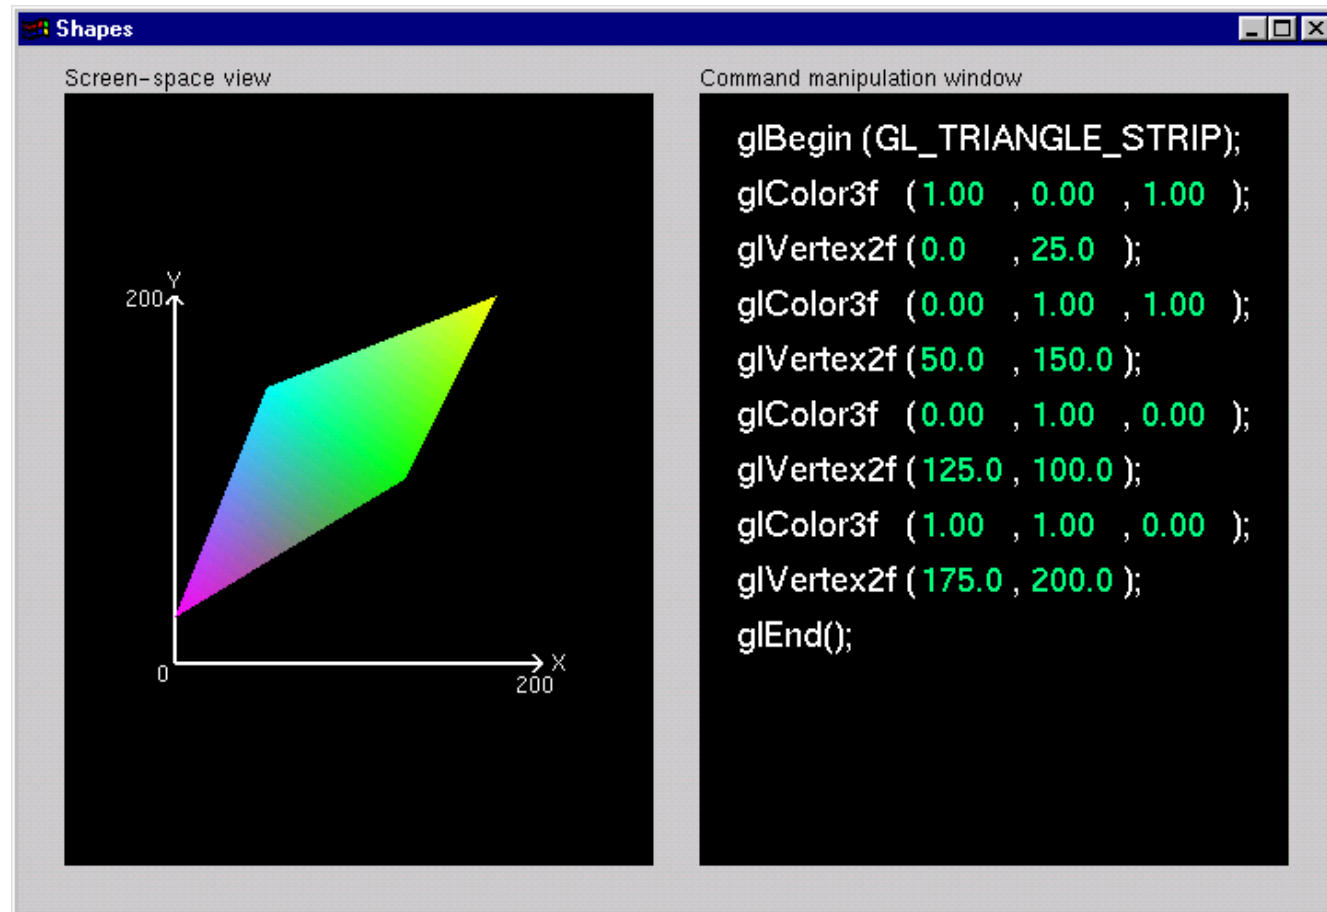 Shapes
Screen-space view
Y
200
0
X
200
Command manipulation window
glBegin (GL_TRIANGLE_STRIP);
glColor3f (1.00 , 0.00 , 1.00 );
glVertex2f (0.0 , 25.0 );
glColor3f (0.00 , 1.00 , 1.00 );
glVertex2f (50.0 , 150.0 );
glColor3f (0.00 , 1.00 , 0.00 );
glVertex2f (125.0 , 100.0 );
glColor3f (1.00 , 1.00 , 0.00 );
glVertex2f (175.0 , 200.0 );
glEnd();